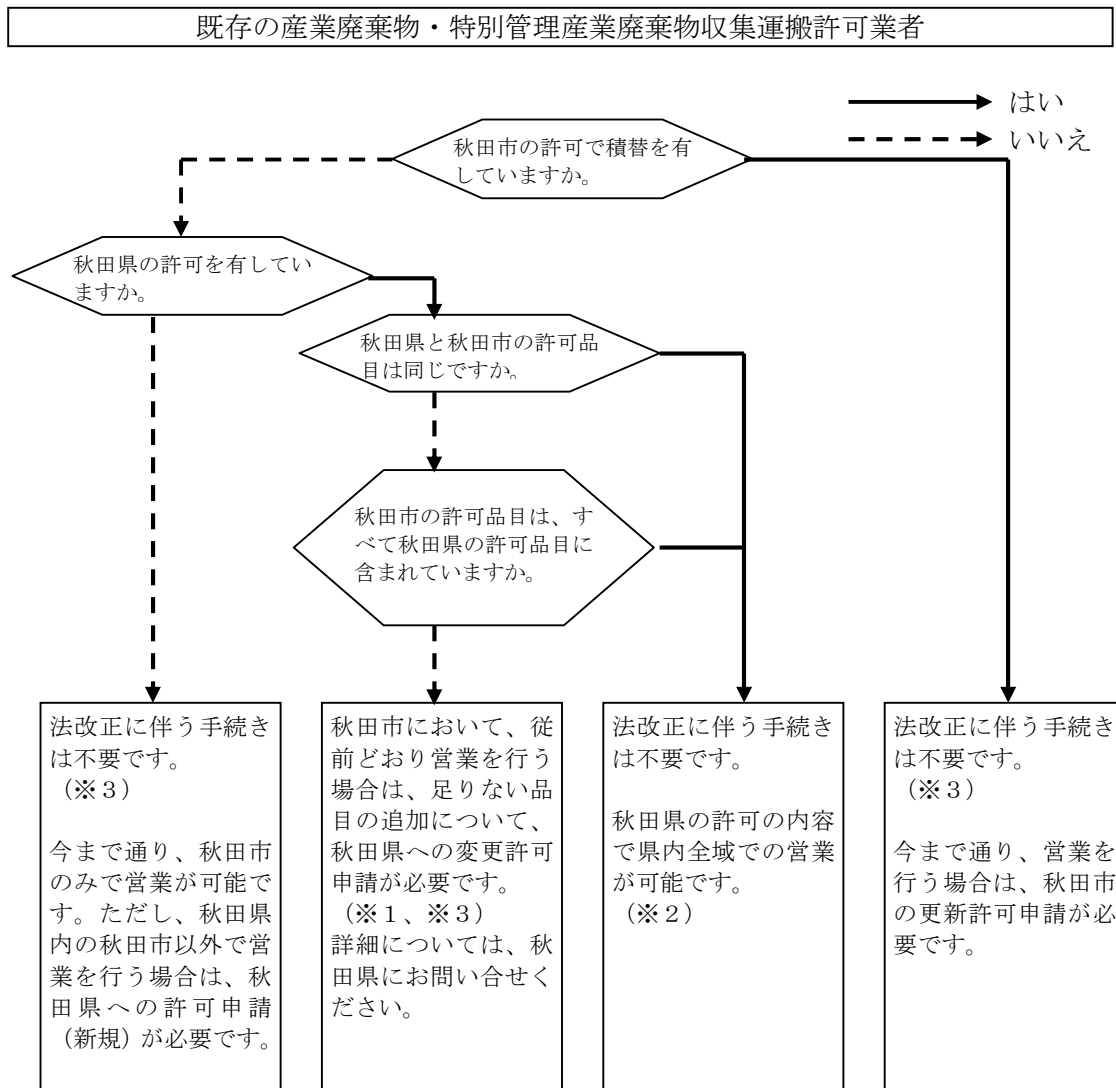 既存の産業廃棄物・特別管理産業廃棄物収集運搬許可業者
はい
いいえ
秋田市の許可で積替を有
していますか。
秋田県の許可を有してい
ますか。
秋田県と秋田市の許可品
目は同じですか。
秋田市の許可品目は、す
べて秋田県の許可品目に
含まれていますか。
法改正に伴う手続き
は不要です。
（※３）
今まで通り、秋田市
のみで営業が可能で
す。ただし、秋田県
内の秋田市以外で営
業を行う場合は、秋
田県への許可申請
（新規）が必要です。
秋田市において、従
前どおり営業を行う
場合は、足りない品
目の追加について、
秋田県への変更許可
申請が必要です。
（※１、※３）
詳細については、秋
田県にお問い合せく
ださい。
法改正に伴う手続き
は不要です。
秋田県の許可の内容
で県内全域での営業
が可能です。
（※２）
法改正に伴う手続き
は不要です。
（※３）
今まで通り、営業を
行う場合は、秋田市
の更新許可申請が必
要です。